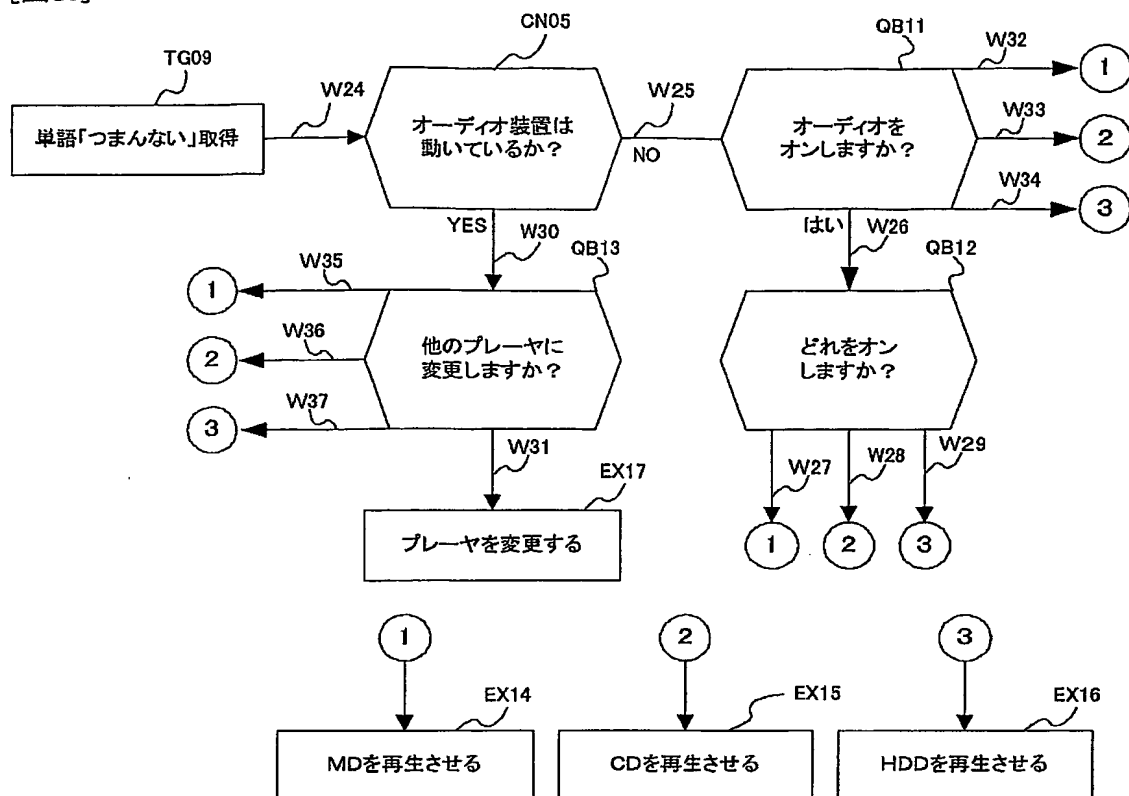 CN05
QB11
TG09
W24
W25
W32
W33
W34
単語「つまんない」取得
オーディオ装置は
動いているか？
NO
オーディオを
オンしますか？
1
2
3
YES
W30
はい
W26
QB13
QB12
W35
W36
W37
1
2
3
他のプレーヤに
変更しますか？
どれをオン
しますか？
W31
W27
W28
W29
EX17
プレーヤを変更する
1
2
3
1
2
3
EX14
EX15
EX16
MDを再生させる
CDを再生させる
HDDを再生させる